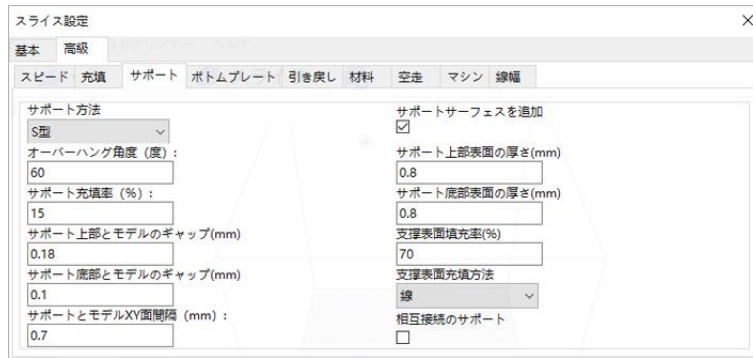 スライス設定
基本 高級
スピード 充填 サポート ボトムプレート 引き戻し 材料 空走 マシン 線幅
サポート方法
S型
オーバーハング角度（度）:
60
サポート充填率（%）:
15
サポート上部とモデルのギャップ(mm)
0.18
サポート底部とモデルのギャップ(mm)
0.1
サポートとモデルXY面間隔（mm）:
0.7
サポートサーフェスを追加
サポート上部表面の厚さ(mm)
0.8
サポート底部表面の厚さ(mm)
0.8
支撑表面填充率(%)
70
支撑表面充填方法
線
相互接続のサポート